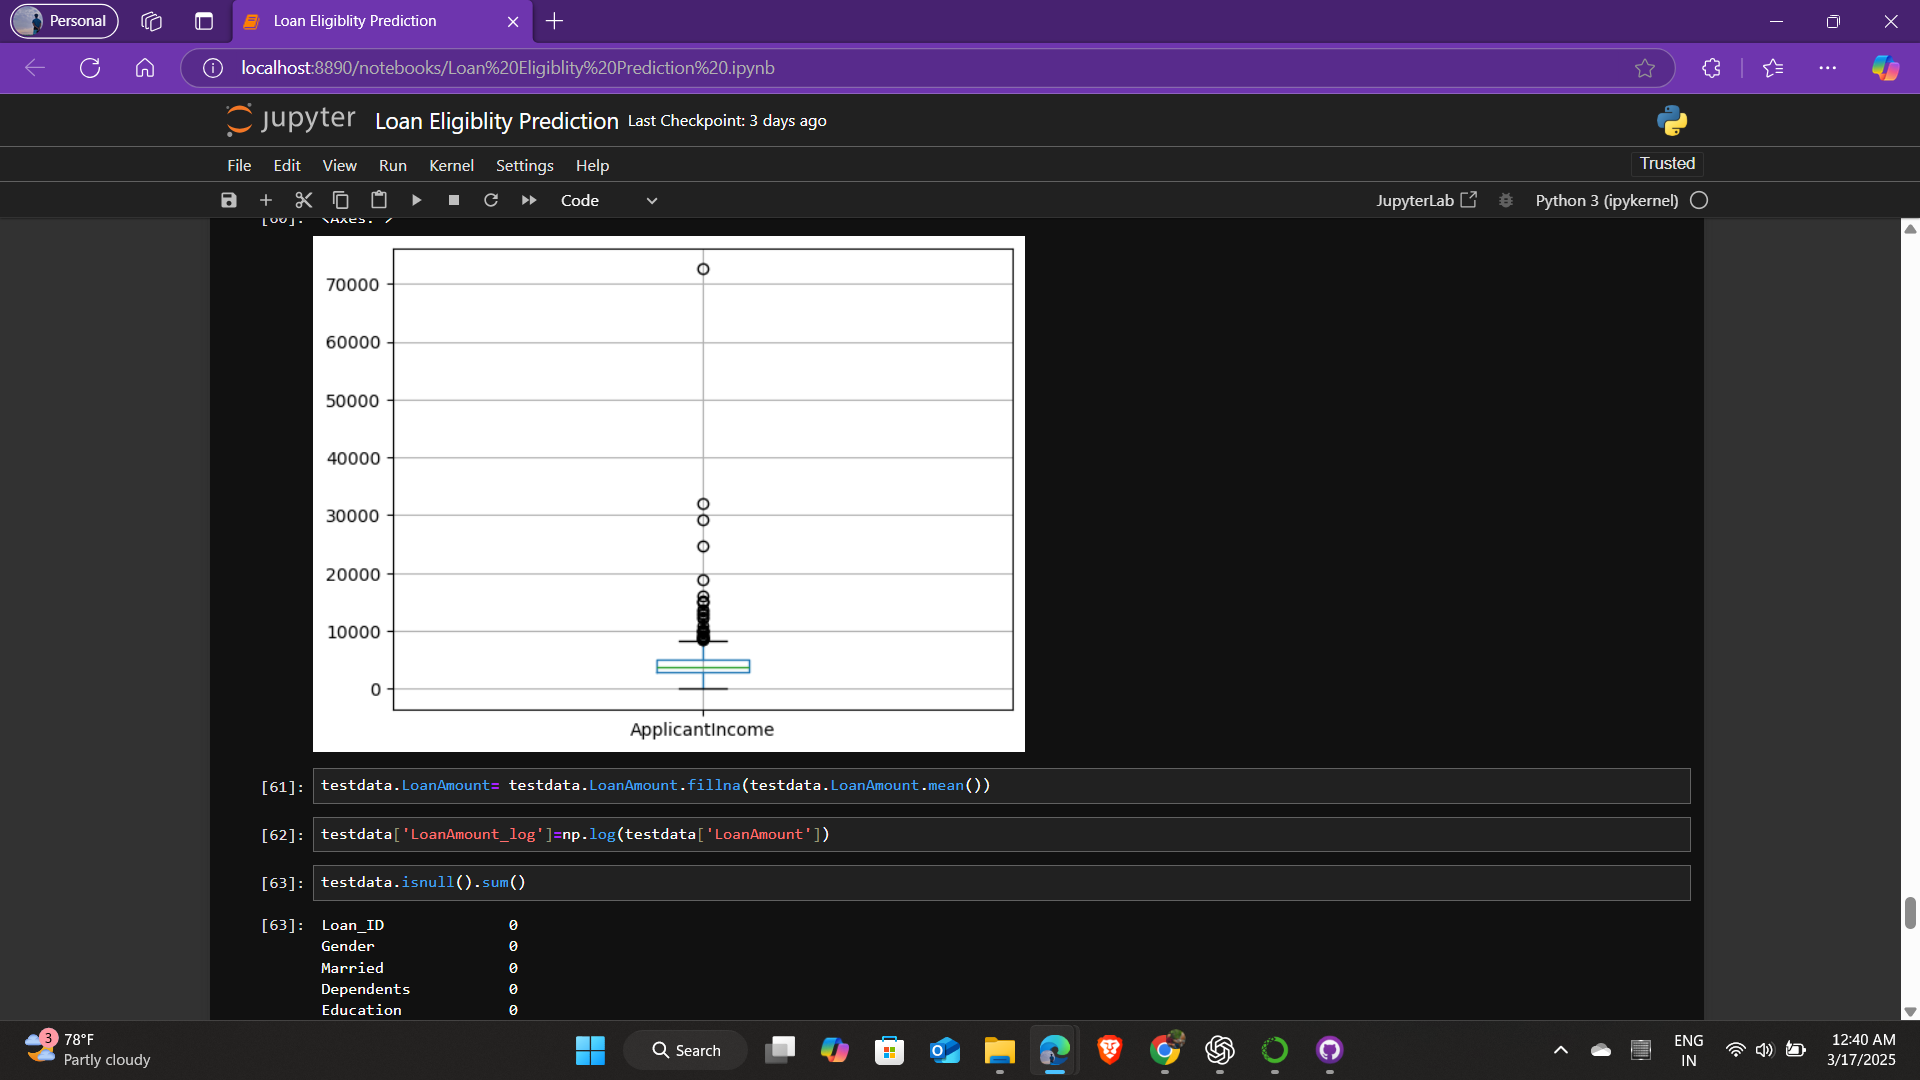 Personal
Loan Eligiblity Prediction
localhost:8890/notebooks/Loan%20Eligiblity%20Prediction%20.ipynb
jupyter Loan Eligiblity Prediction Last Checkpoint: 3 days ago
File Edit View Run Kernel Settings Help
Trusted
Code
JupyterLab
Python 3 (ipykernel)
[60]: <Axes: >
70000
60000
50000
40000
30000
20000
10000
0
ApplicantIncome
[61]: testdata.LoanAmount= testdata.LoanAmount.fillna(testdata.LoanAmount.mean())
[62]: testdata['LoanAmount_log']=np.log(testdata['LoanAmount'])
[63]: testdata.isnull().sum()
[63]: Loan_ID 0
Gender 0
Married 0
Dependents 0
Education 0
3
78°F
Partly cloudy
Search
ENG
IN
12:40 AM
3/17/2025